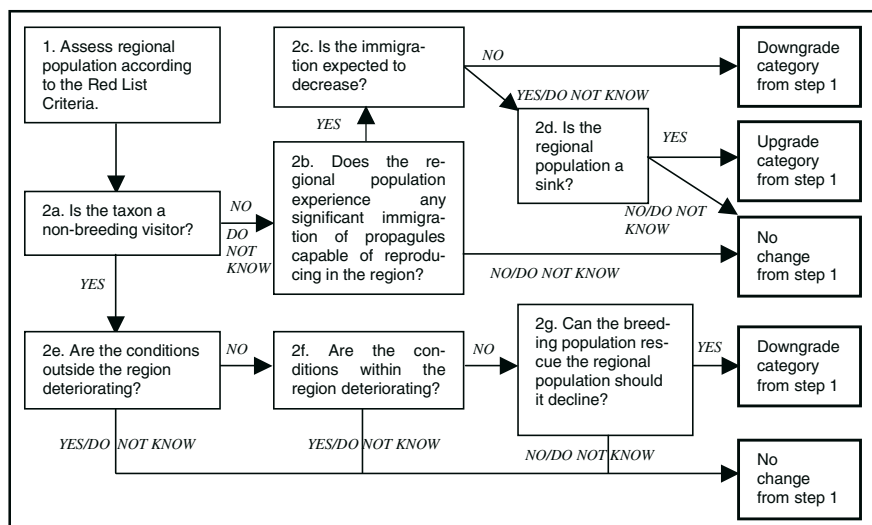 1. Assess regional
population according
to the Red List
Criteria.
2c. Is the immigra-
tion expected to
decrease?
NO
Downgrade
category
from step 1
YES/DO NOT KNOW
YES
2d. Is the
regional
population a
sink?
YES
Upgrade
category
from step 1
2a. Is the taxon a
non-breeding visitor?
NO
DO
NOT
KNOW
2b. Does the re-
gional population
experience any
significant immigration
of propagules
capable of reprodu-
cing in the region?
NO/DO NOT
KNOW
NO/DO NOT KNOW
No
change
from step 1
YES
2e. Are the conditions
outside the region
deteriorating?
NO
2f. Are the con-
ditions within the
region deteriorating?
NO
2g. Can the breed-
ing population res-
cue the regional
population should
it decline?
YES
Downgrade
category
from step 1
YES/DO NOT KNOW
YES/DO NOT KNOW
NO/DO NOT KNOW
No
change
from step 1